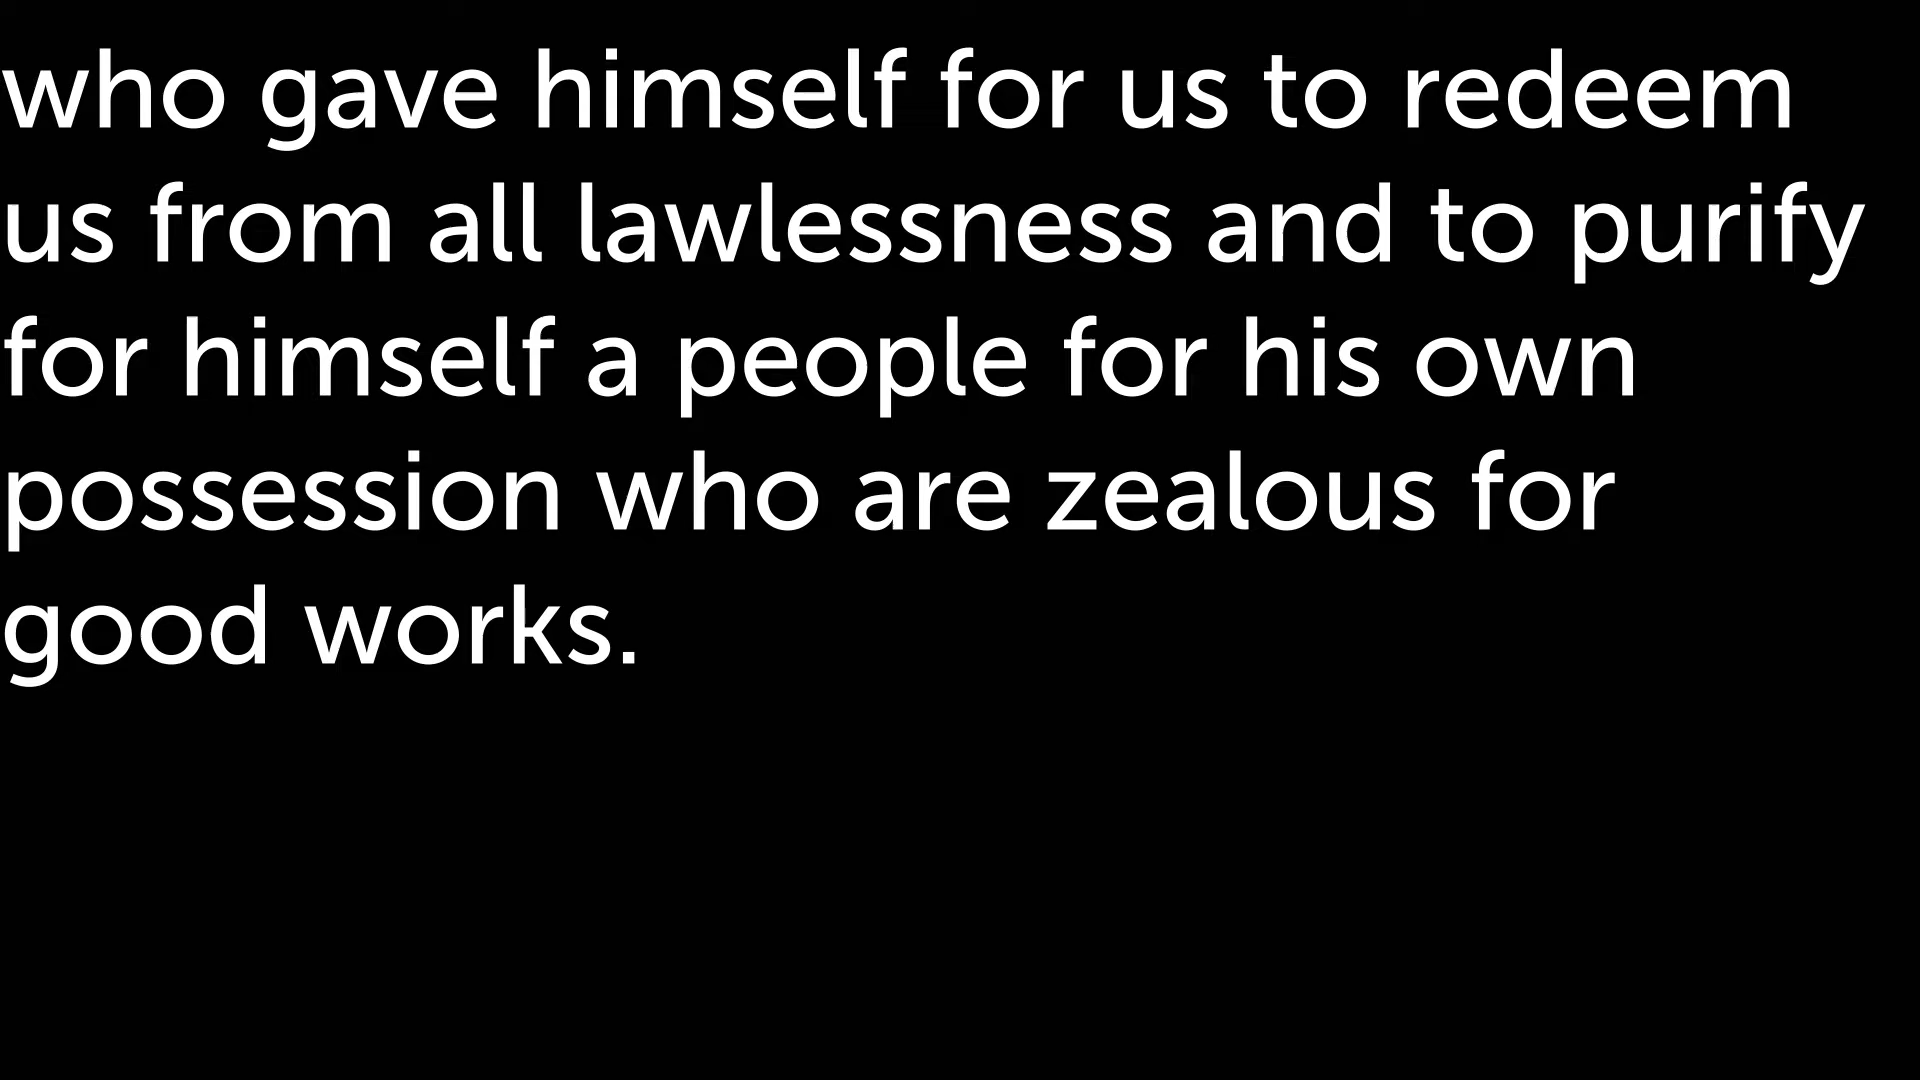 who gave himself for us to redeem
us from all lawlessness and to purify
for himself a people for his own
possession who are zealous for
good works.